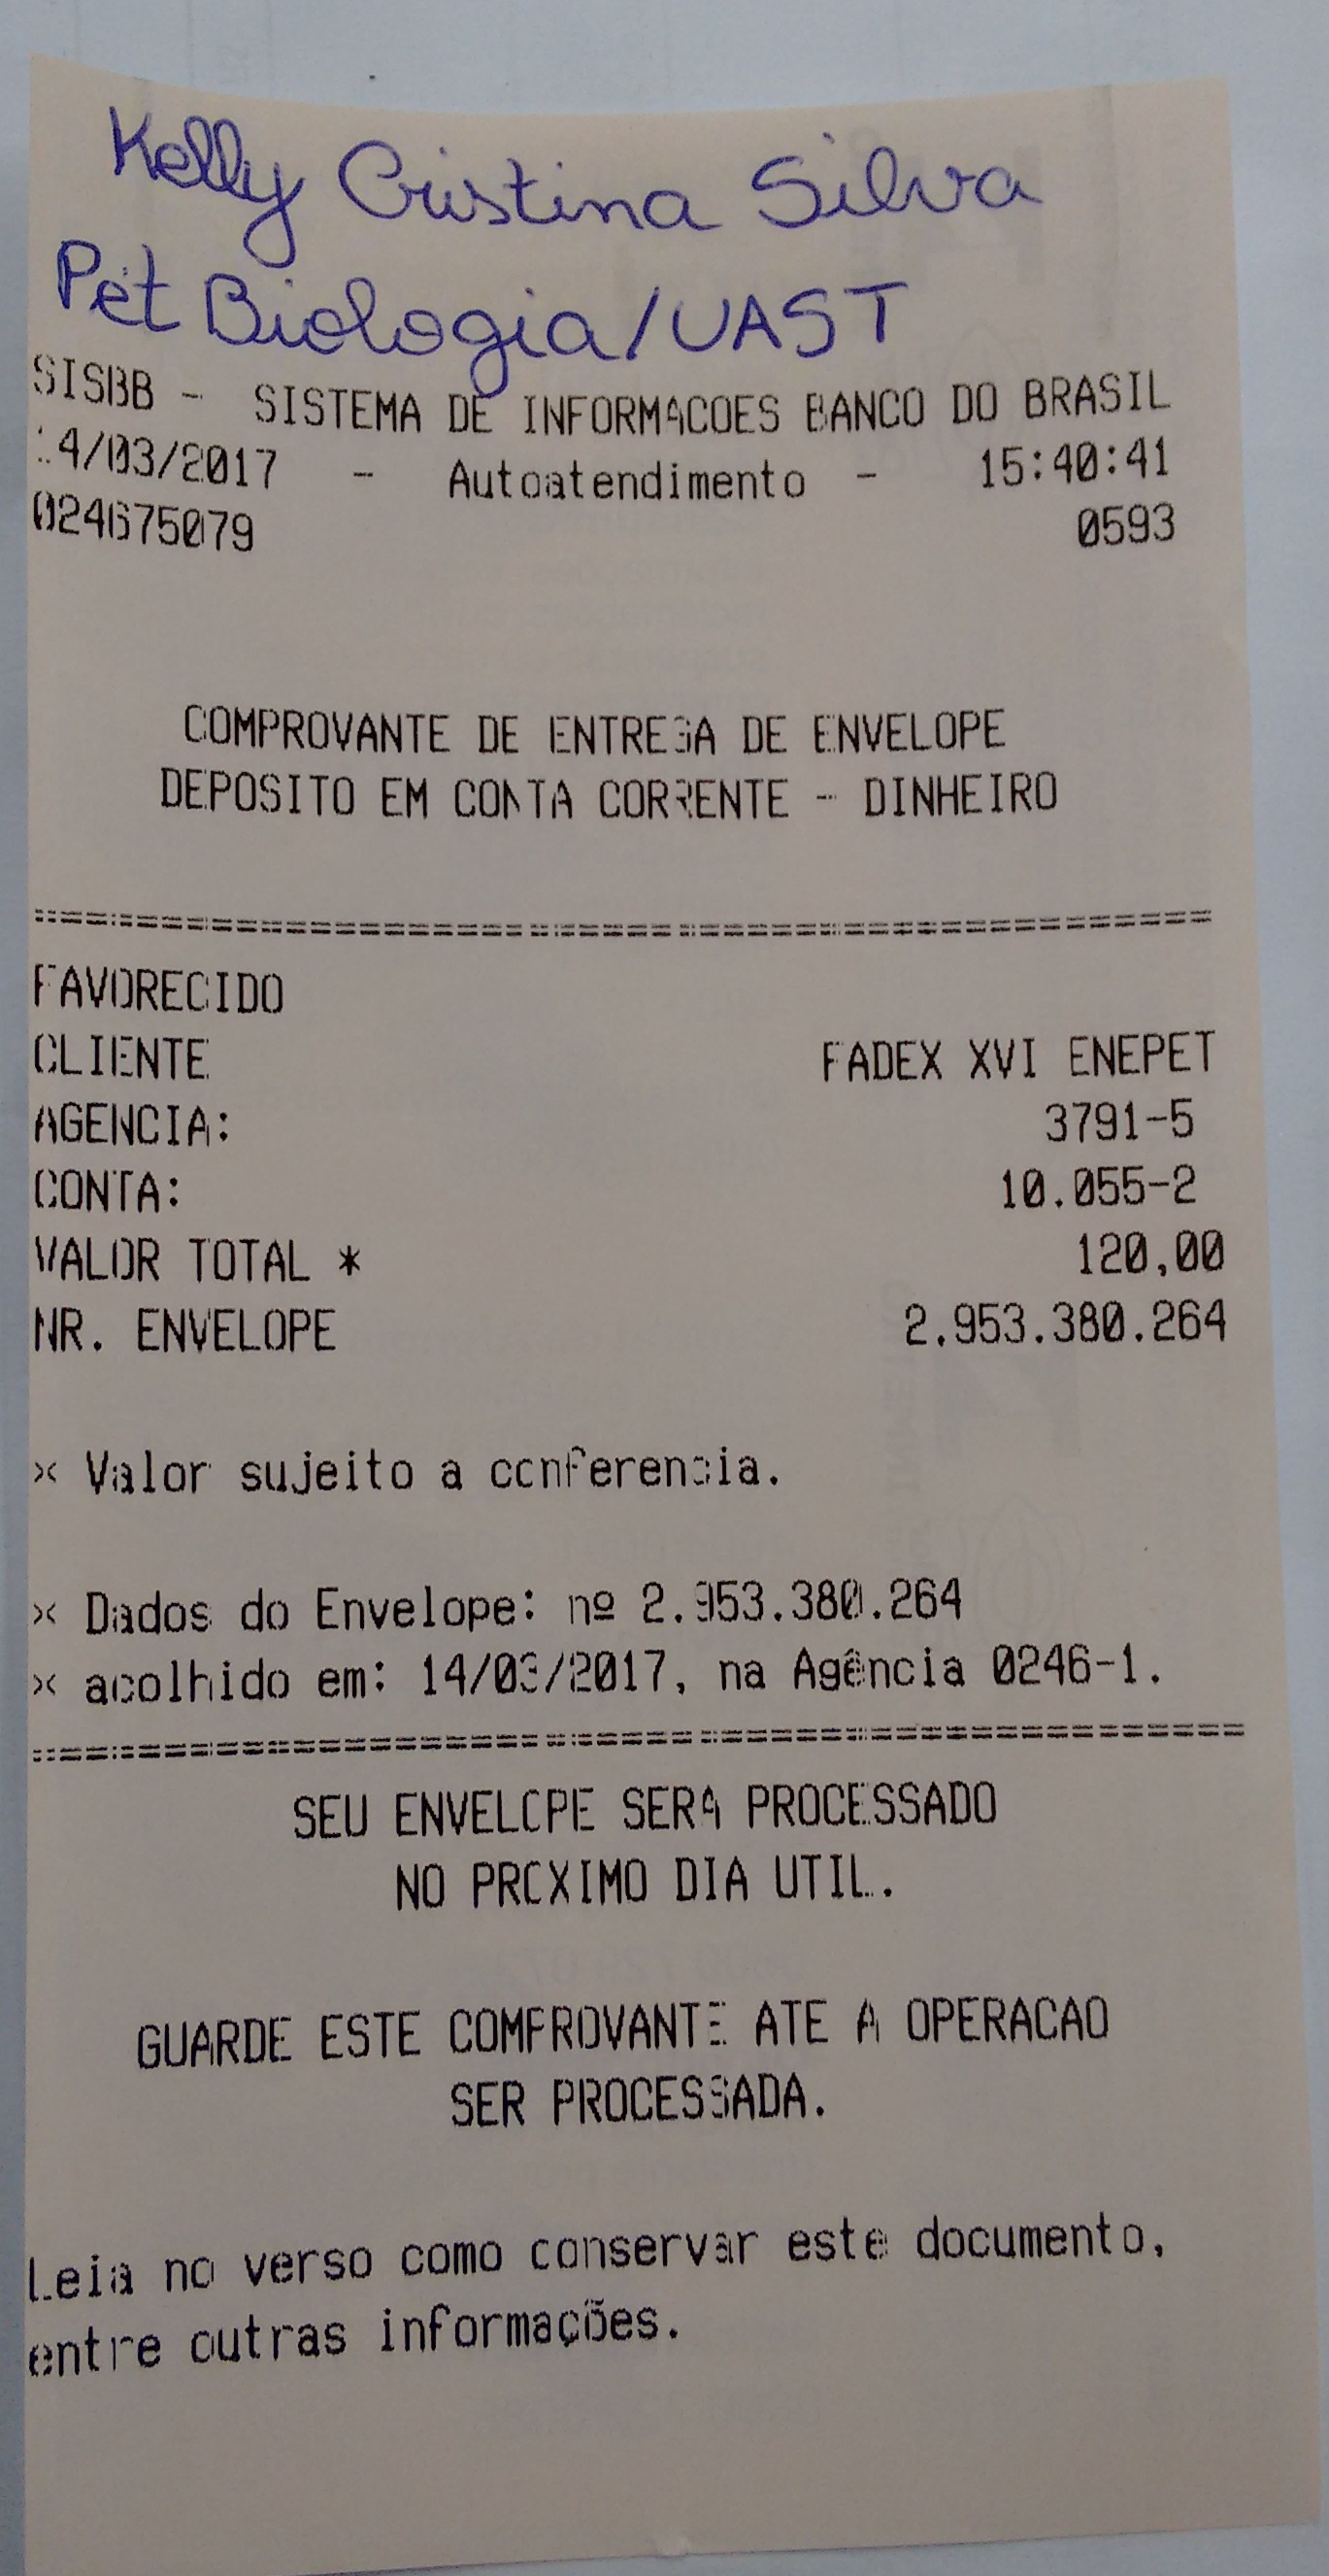 Kelly Cristina Silva
Pet Biologia/UAST
SISBB - SISTEMA DE INFORMACOES BANCO DO BRASIL
14/03/2017 - Autoatendimento - 15:40:41
024675079 0593
COMPROVANTE DE ENTREGA DE ENVELOPE
DEPOSITO EM CONTA CORRENTE - DINHEIRO
FAVORECIDO
CLIENTE FADEX XVI ENEPET
AGENCIA: 3791-5
CONTA: 10.055-2
VALOR TOTAL * 120,00
NR. ENVELOPE 2.953.380.264
* Valor sujeito a conferencia.
* Dados do Envelope: nº 2.953.380.264
* acolhido em: 14/03/2017, na Agência 0246-1.
SEU ENVELOPE SERA PROCESSADO
NO PROXIMO DIA UTIL.
GUARDE ESTE COMPROVANTE ATE A OPERACAO
SER PROCESSADA.
Leia no verso como conservar este documento,
entre outras informações.